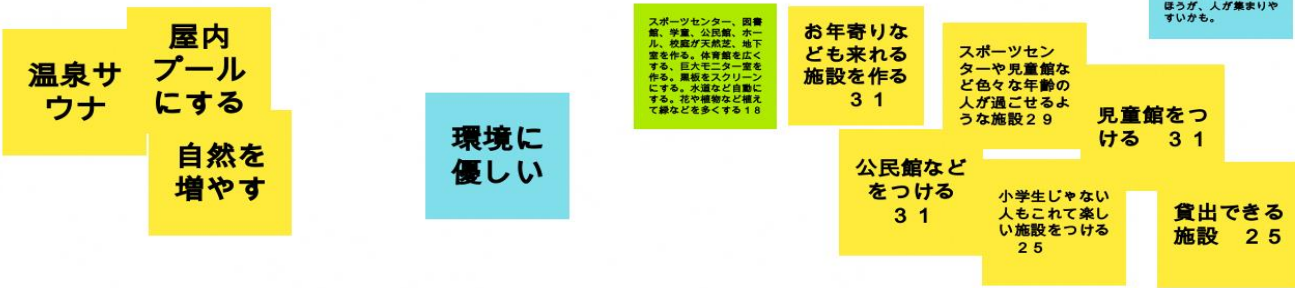 温泉サ
ウナ
屋内
プール
にする
自然を
増やす
環境に
優しい
スポーツセンター、図書
館、学童、公民館、ホー
ル、校庭が天然芝、地下
室を作る。体育館を広く
する、巨大モニター室を
作る。黒板をスクリーン
にする。水道など自動に
する。花や植物など植え
て緑などを多くする１８
お年寄りな
ども来れる
施設を作る
３１
スポーツセン
ターや児童館な
ど色々な年齢の
人が過ごせるよ
うな施設２９
児童館をつ
ける　３１
公民館など
をつける
３１
小学生じゃない
人もこれて楽し
い施設をつける
２５
貸出できる
施設　２５
ほうが、人が集まりや
すいかも。